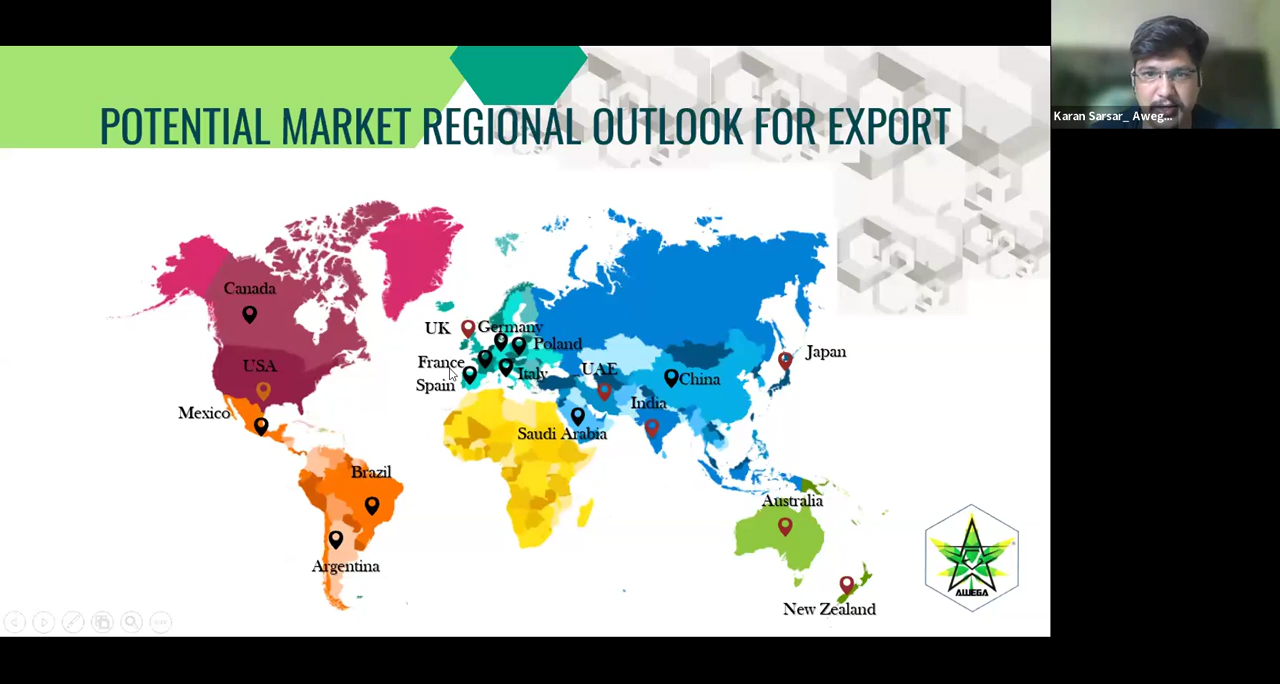 Karan Sarsar_ Aweg...
POTENTIAL MARKET REGIONAL OUTLOOK FOR EXPORT
Canada
UK
Germany
Poland
Japan
France
USA
UAE
Italy
China
Spain
India
Mexico
Saudi Arabia
Brazil
Australia
Argentina
AWEGA
New Zealand